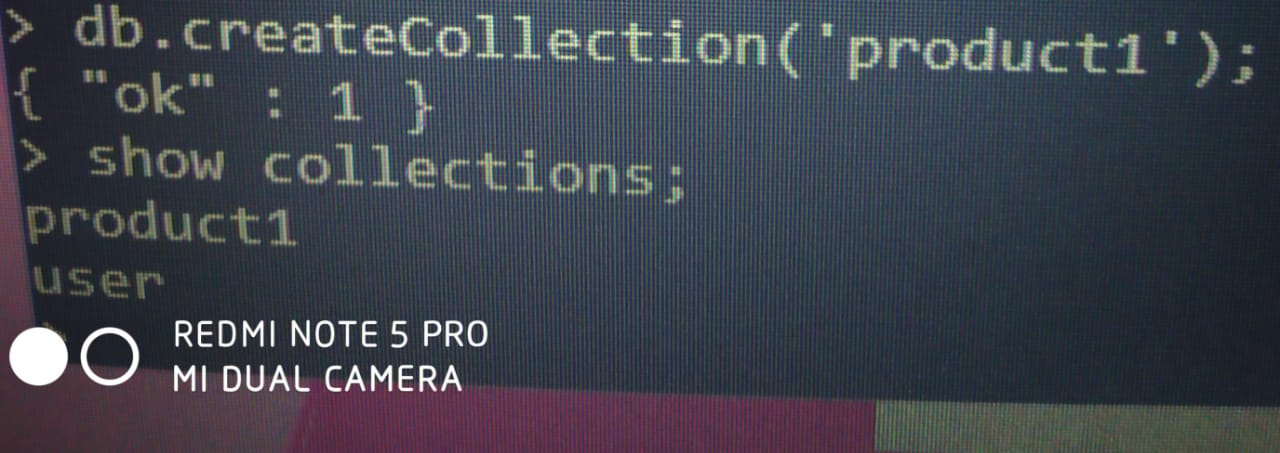 > db.createCollection('product1');
{ "ok" : 1 }
> show collections;
product1
user
>
REDMI NOTE 5 PRO
MI DUAL CAMERA